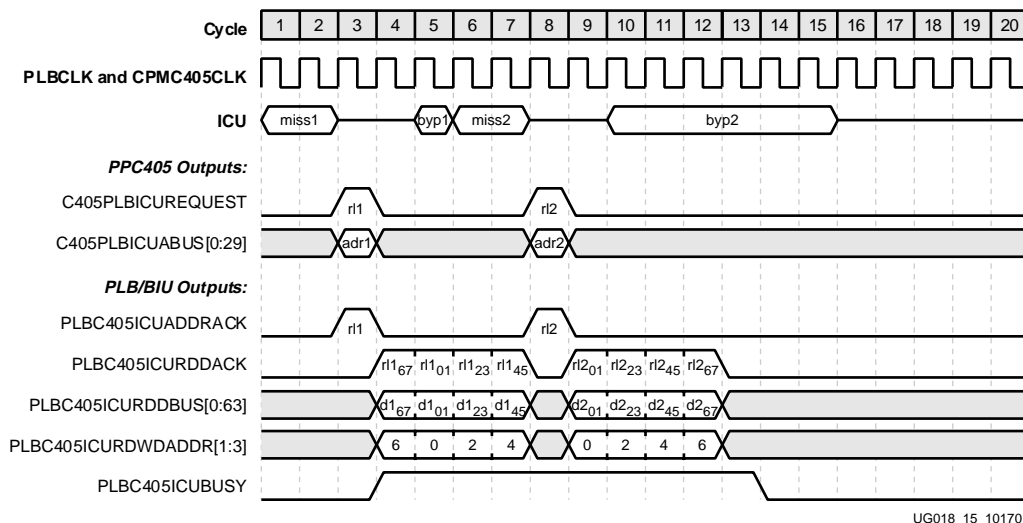 Cycle 1 2 3 4 5 6 7 8 9 10 11 12 13 14 15 16 17 18 19 20
PLBCLK and CPMC405CLK
ICU miss1 byp1 miss2 byp2
PPC405 Outputs:
C405PLBICUREQUEST rl1 rl2
C405PLBICUABUS[0:29] adr1 adr2
PLB/BIU Outputs:
PLBC405ICUADDRACK rl1 rl2
PLBC405ICURDDACK rl1₆₇ rl1₀₁ rl1₂₃ rl1₄₅ rl2₀₁ rl2₂₃ rl2₄₅ rl2₆₇
PLBC405ICURDDBUS[0:63] d1₆₇ d1₀₁ d1₂₃ d1₄₅ d2₀₁ d2₂₃ d2₄₅ d2₆₇
PLBC405ICURDWDADDR[1:3] 6 0 2 4 0 2 4 6
PLBC405ICUBUSY
UG018_15_10170